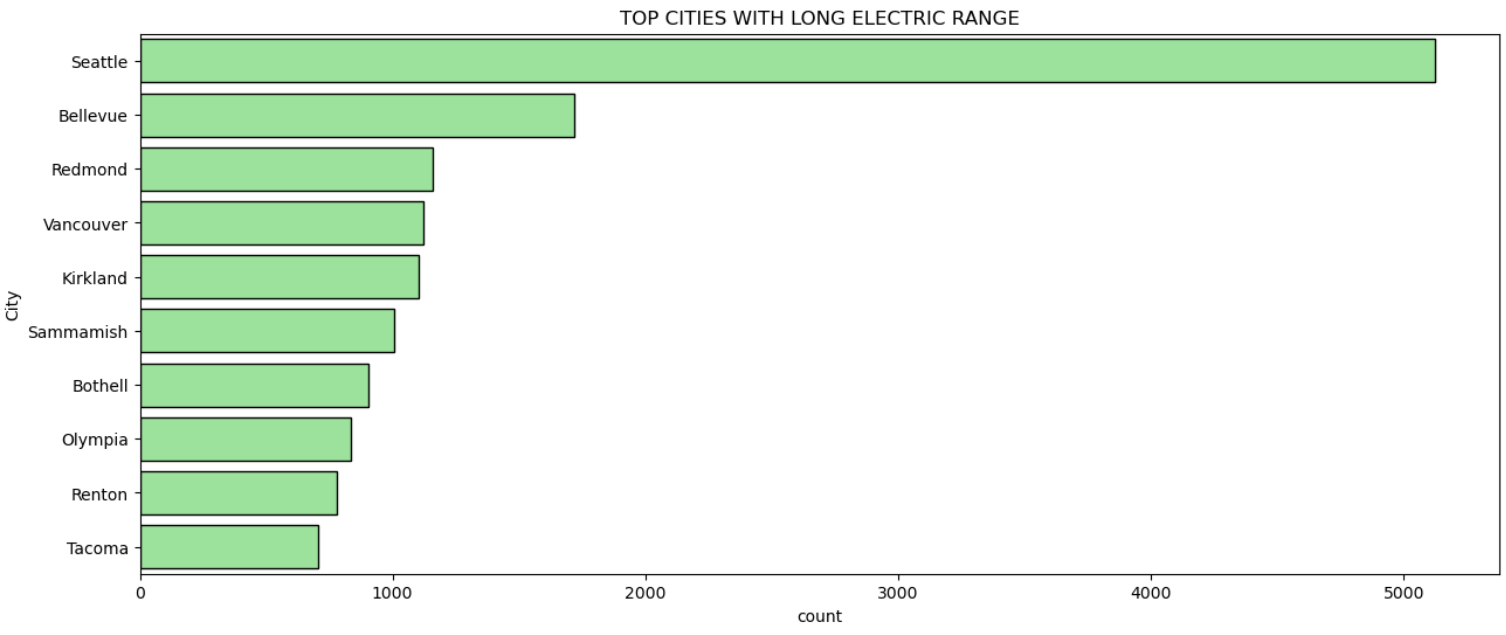 TOP CITIES WITH LONG ELECTRIC RANGE
City
Seattle
Bellevue
Redmond
Vancouver
Kirkland
Sammamish
Bothell
Olympia
Renton
Tacoma
0 1000 2000 3000 4000 5000
count